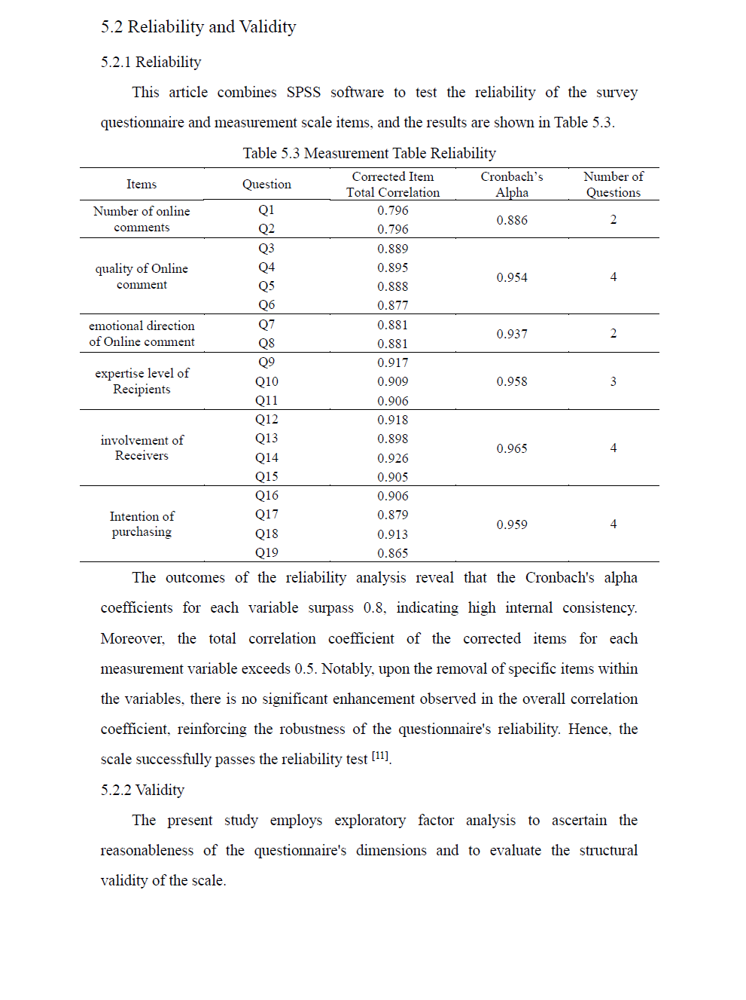 5.2 Reliability and Validity
5.2.1 Reliability
This article combines SPSS software to test the reliability of the survey
questionnaire and measurement scale items, and the results are shown in Table 5.3.
Table 5.3 Measurement Table Reliability
Items Question Corrected Item Total Correlation Cronbach’s Alpha Number of Questions
Number of online comments Q1 0.796 0.886 2
Q2 0.796
quality of Online comment Q3 0.889 0.954 4
Q4 0.895
Q5 0.888
Q6 0.877
emotional direction of Online comment Q7 0.881 0.937 2
Q8 0.881
expertise level of Recipients Q9 0.917 0.958 3
Q10 0.909
Q11 0.906
involvement of Receivers Q12 0.918 0.965 4
Q13 0.898
Q14 0.926
Q15 0.905
Intention of purchasing Q16 0.906 0.959 4
Q17 0.879
Q18 0.913
Q19 0.865
The outcomes of the reliability analysis reveal that the Cronbach's alpha
coefficients for each variable surpass 0.8, indicating high internal consistency.
Moreover, the total correlation coefficient of the corrected items for each
measurement variable exceeds 0.5. Notably, upon the removal of specific items within
the variables, there is no significant enhancement observed in the overall correlation
coefficient, reinforcing the robustness of the questionnaire's reliability. Hence, the
scale successfully passes the reliability test [11].
5.2.2 Validity
The present study employs exploratory factor analysis to ascertain the
reasonableness of the questionnaire's dimensions and to evaluate the structural
validity of the scale.